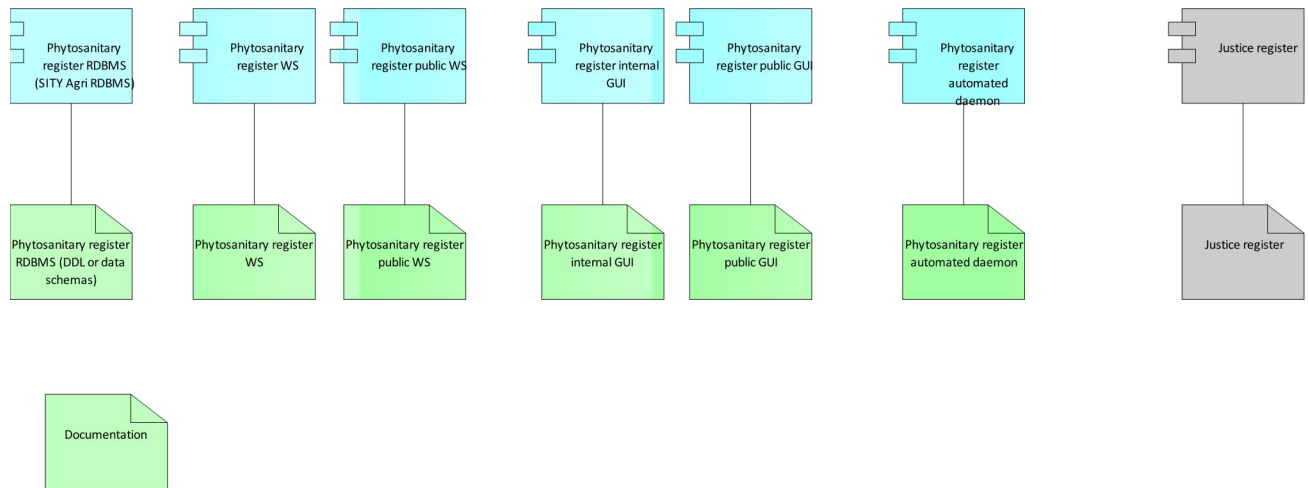 Phytosanitary
register RDBMS
(SITY Agri RDBMS)
Phytosanitary
register WS
Phytosanitary
register public WS
Phytosanitary
register internal
GUI
Phytosanitary
register public GUI
Phytosanitary
register
automated
daemon
Justice register
Phytosanitary register
RDBMS (DDL or data
schemas)
Phytosanitary register
WS
Phytosanitary register
public WS
Phytosanitary register
internal GUI
Phytosanitary register
public GUI
Phytosanitary register
automated daemon
Justice register
Documentation